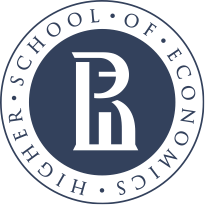 HIGHER · SCHOOL · OF · ECONOMICS ·